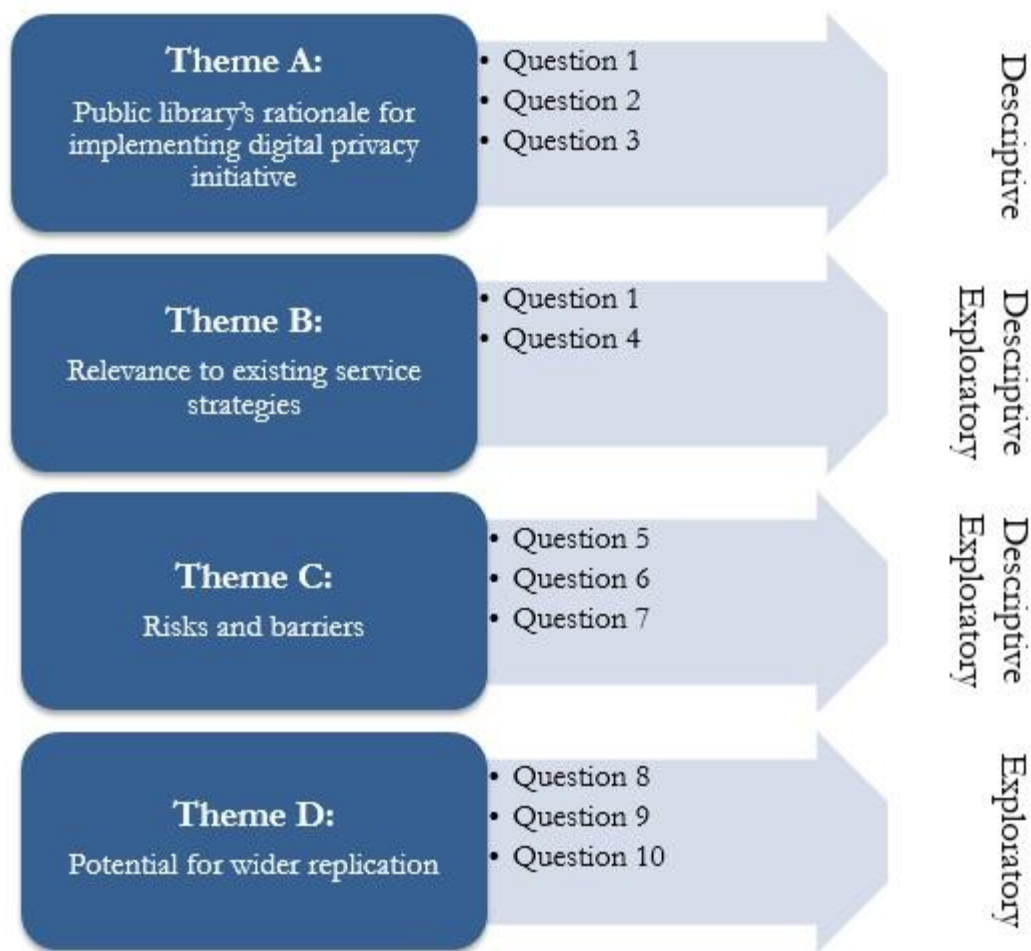 Theme A:
Public library’s rationale for
implementing digital privacy
initiative
• Question 1
• Question 2
• Question 3
Descriptive
Theme B:
Relevance to existing service
strategies
• Question 1
• Question 4
Descriptive
Exploratory
Theme C:
Risks and barriers
• Question 5
• Question 6
• Question 7
Descriptive
Exploratory
Theme D:
Potential for wider replication
• Question 8
• Question 9
• Question 10
Exploratory